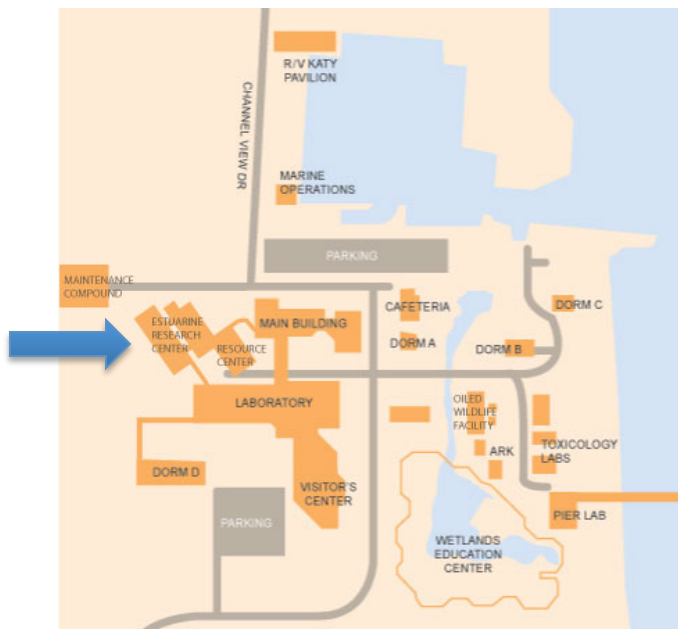 R/V KATY
PAVILION
CHANNEL VIEW DR
MARINE
OPERATIONS
PARKING
MAINTENANCE
COMPOUND
CAFETERIA
DORM C
ESTUARINE
RESEARCH
CENTER
MAIN BUILDING
RESOURCE
CENTER
DORM A
DORM B
LABORATORY
OILED
WILDLIFE
FACILITY
ARK
TOXICOLOGY
LABS
DORM D
VISITOR'S
CENTER
PARKING
PIER LAB
WETLANDS
EDUCATION
CENTER